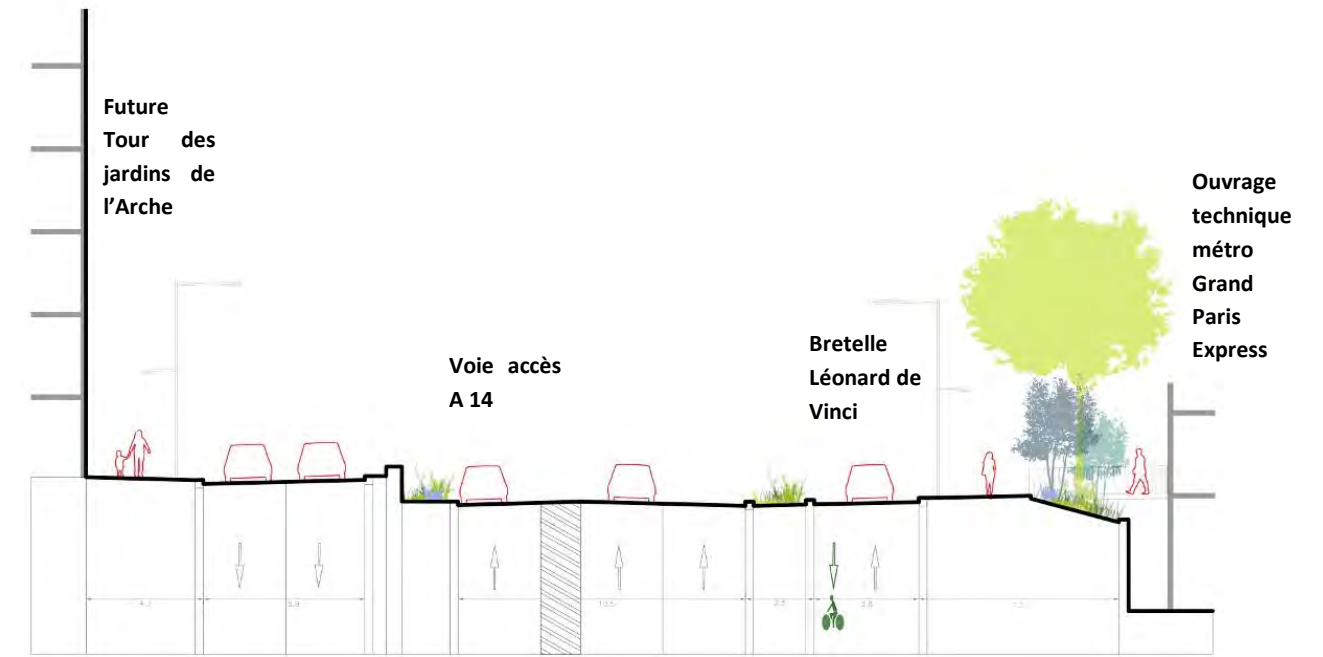 Future
Tour des
jardins de
l'Arche
Voie accès
A 14
Bretelle
Léonard de
Vinci
Ouvrage
technique
métro
Grand
Paris
Express